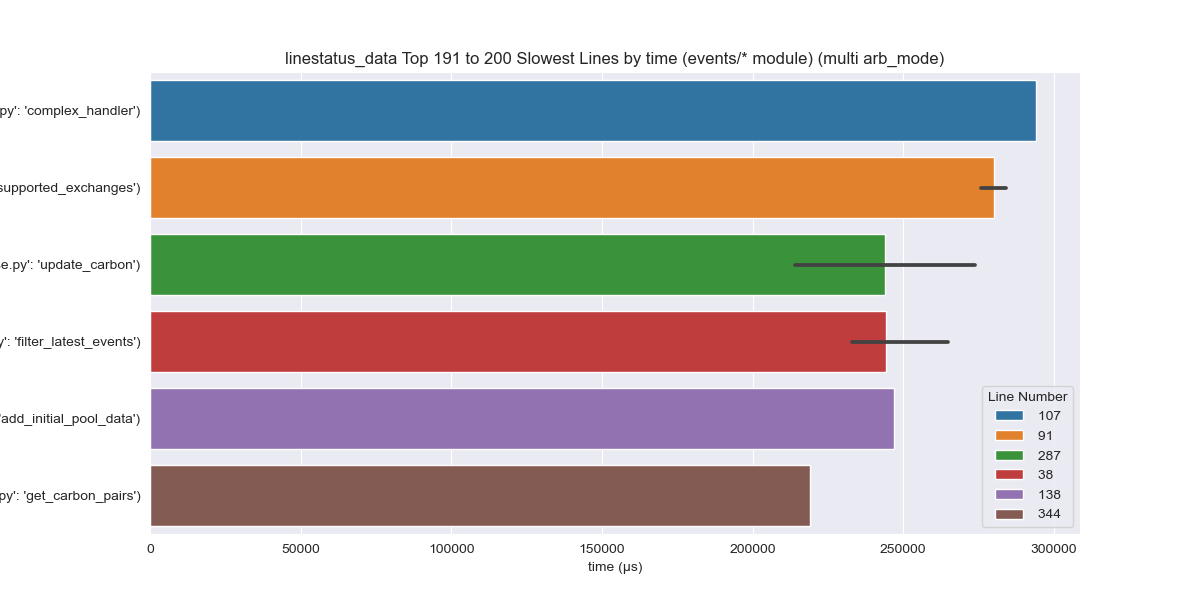 linestatus_data Top 191 to 200 Slowest Lines by time (events/* module) (multi arb_mode)
py': 'complex_handler')
supported_exchanges')
e.py': 'update_carbon')
y': 'filter_latest_events')
'add_initial_pool_data')
py': 'get_carbon_pairs')
Line Number
107
91
287
38
138
344
0 50000 100000 150000 200000 250000 300000
time (µs)